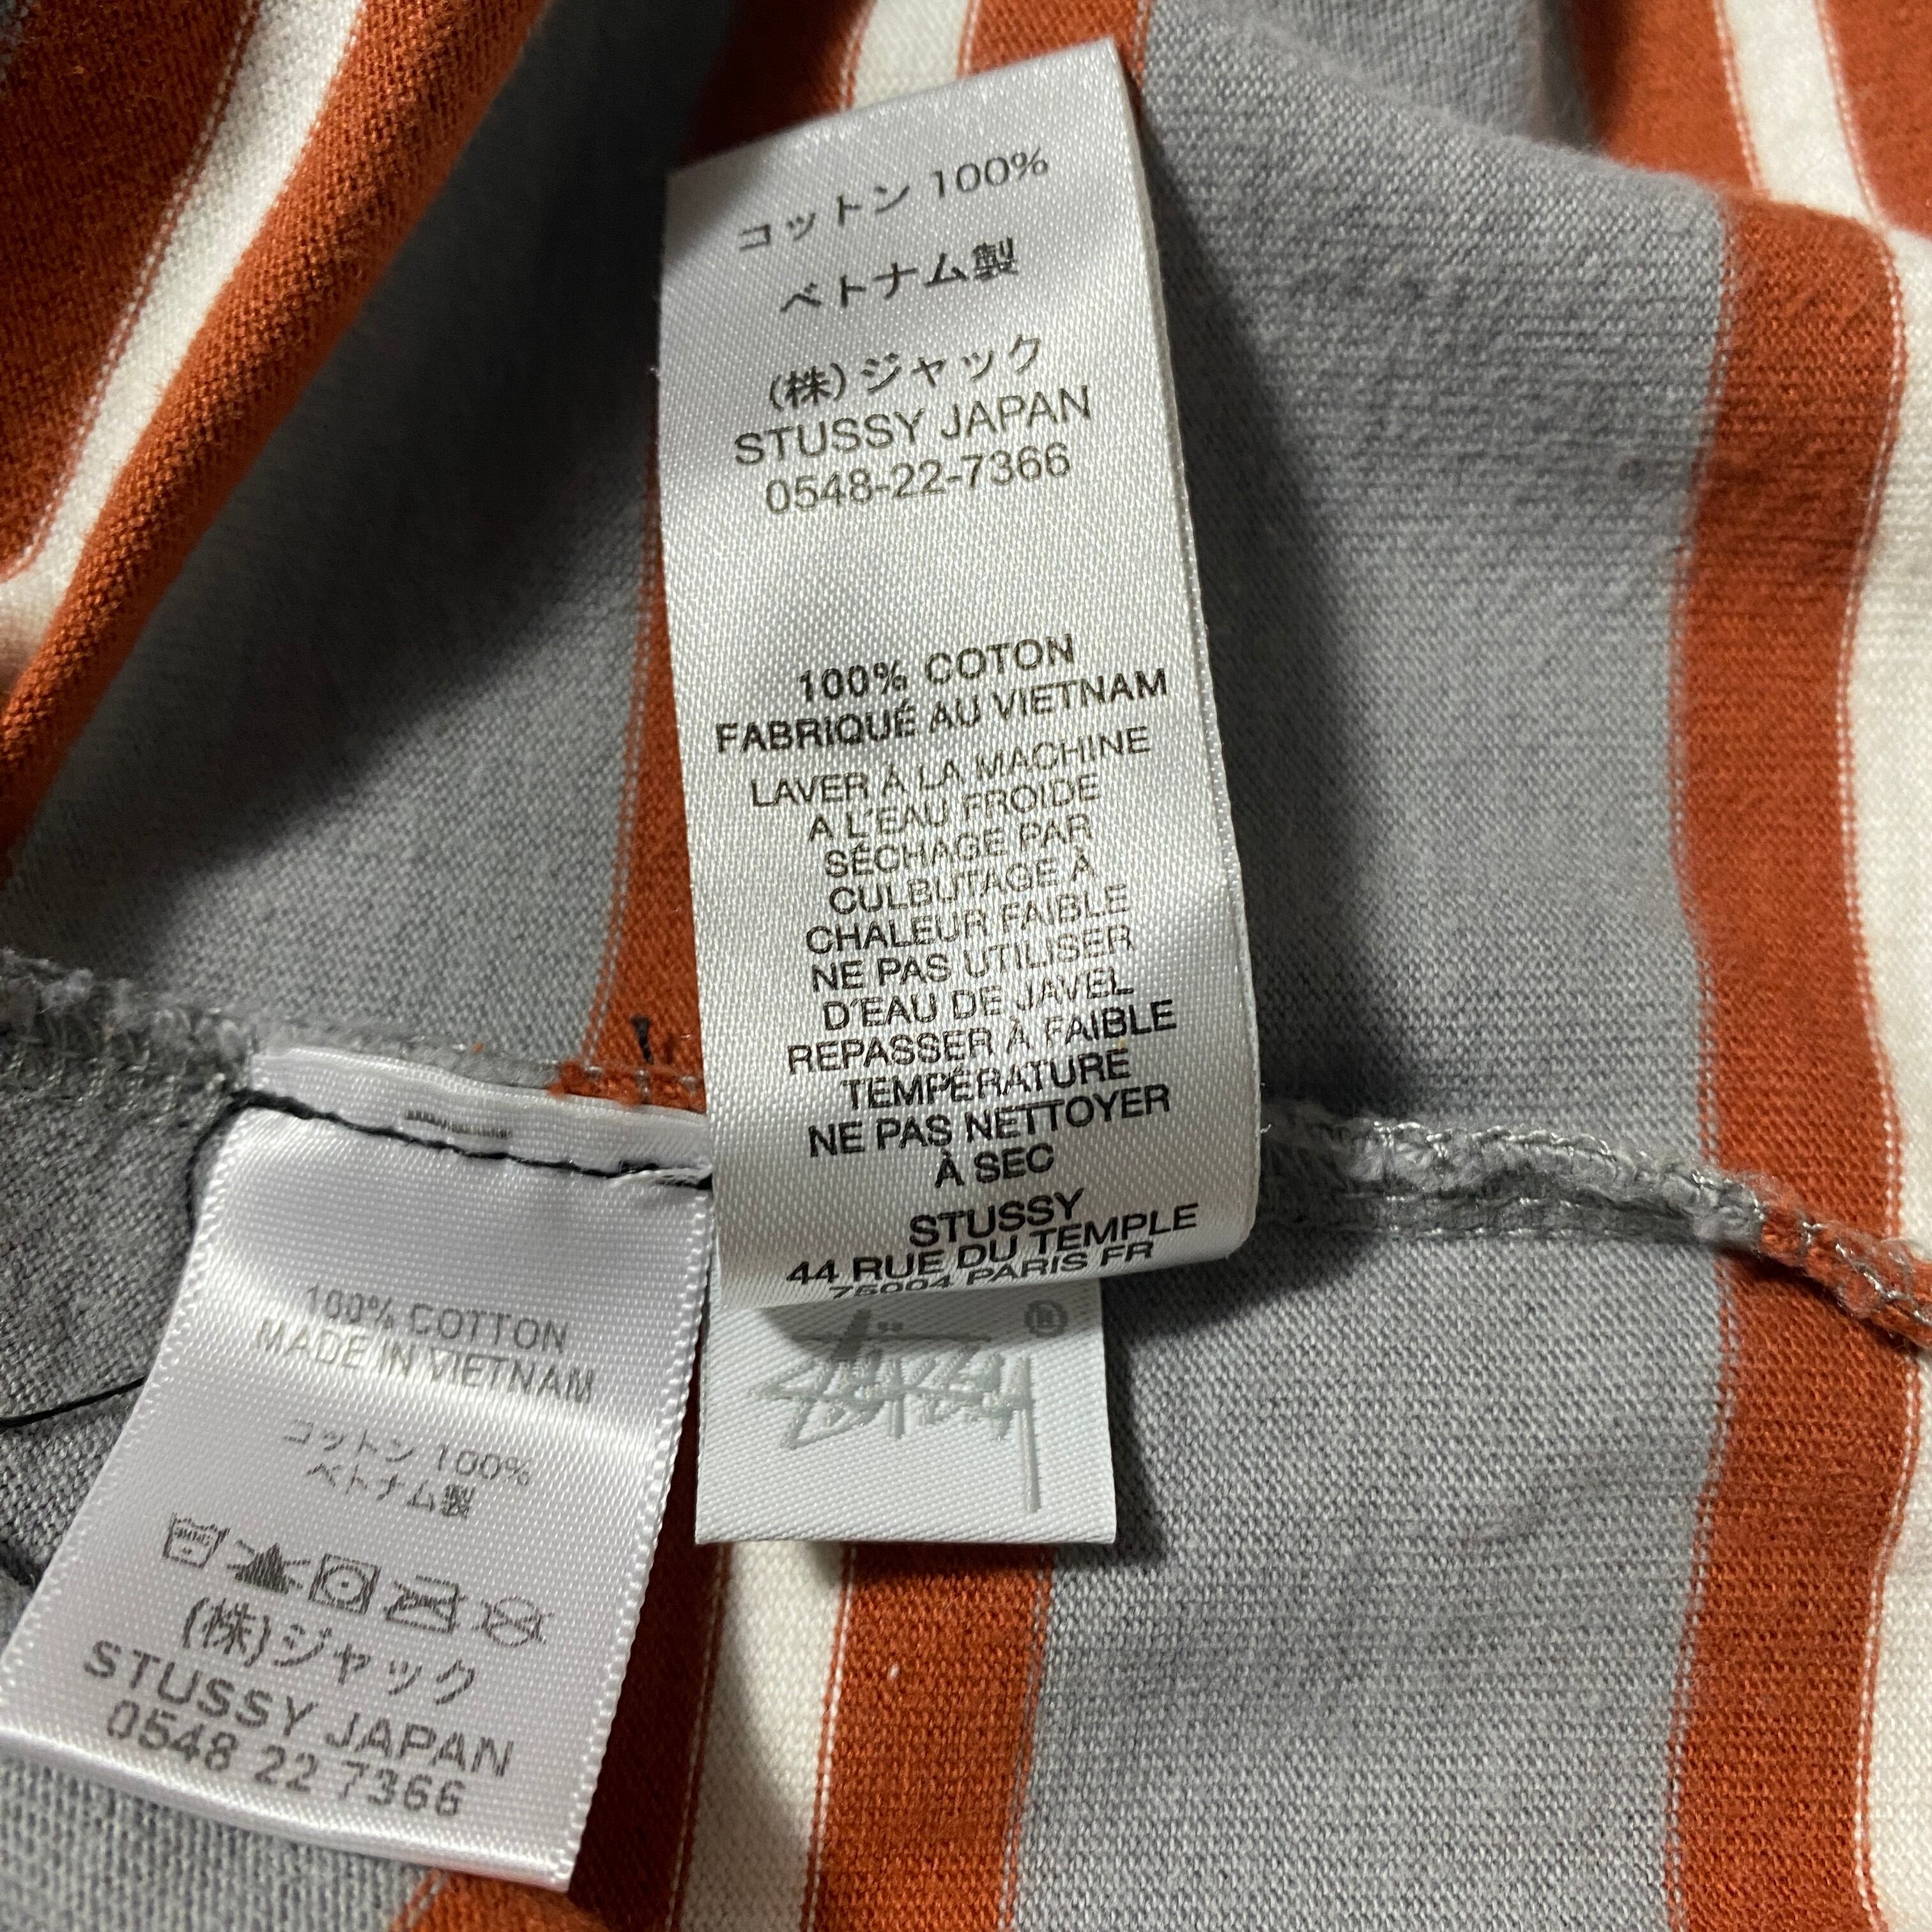 コットン 100%
ベトナム製
(株)ジャック
STUSSY JAPAN
0548-22-7366
100% COTON
FABRIQUÉ AU VIETNAM
LAVER À LA MACHINE
A L'EAU FROIDE
SÉCHAGE PAR
CULBUTAGE À
CHALEUR FAIBLE
NE PAS UTILISER
D'EAU DE JAVEL
REPASSER À FAIBLE
TEMPÉRATURE
NE PAS NETTOYER
À SEC
STUSSY
44 RUE DU TEMPLE
75004 PARIS FR
Stüssy ®
100% COTTON
MADE IN VIETNAM
コットン 100%
ベトナム製
(株)ジャック
STUSSY JAPAN
0548 22 7366